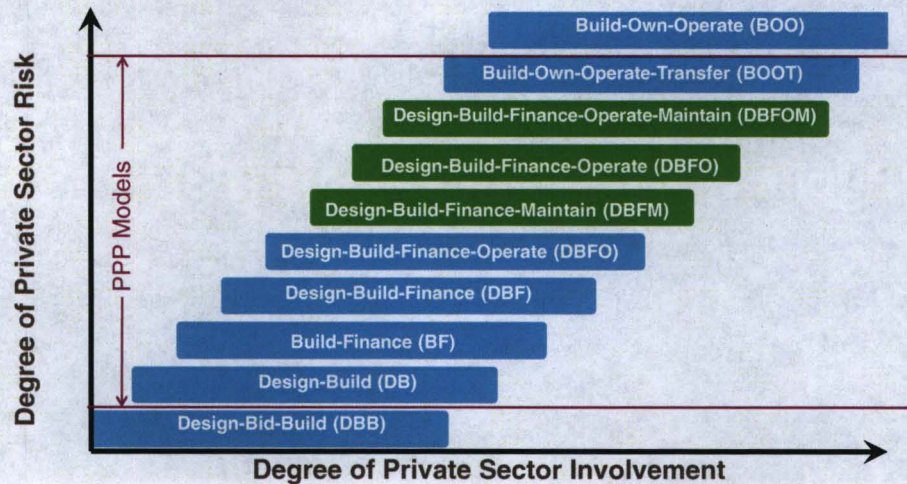 Build-Own-Operate (BOO)
Build-Own-Operate-Transfer (BOOT)
Design-Build-Finance-Operate-Maintain (DBFOM)
Design-Build-Finance-Operate (DBFO)
Design-Build-Finance-Maintain (DBFM)
Design-Build-Finance-Operate (DBFO)
Design-Build-Finance (DBF)
Build-Finance (BF)
Design-Build (DB)
Design-Bid-Build (DBB)
PPP Models
Degree of Private Sector Risk
Degree of Private Sector Involvement